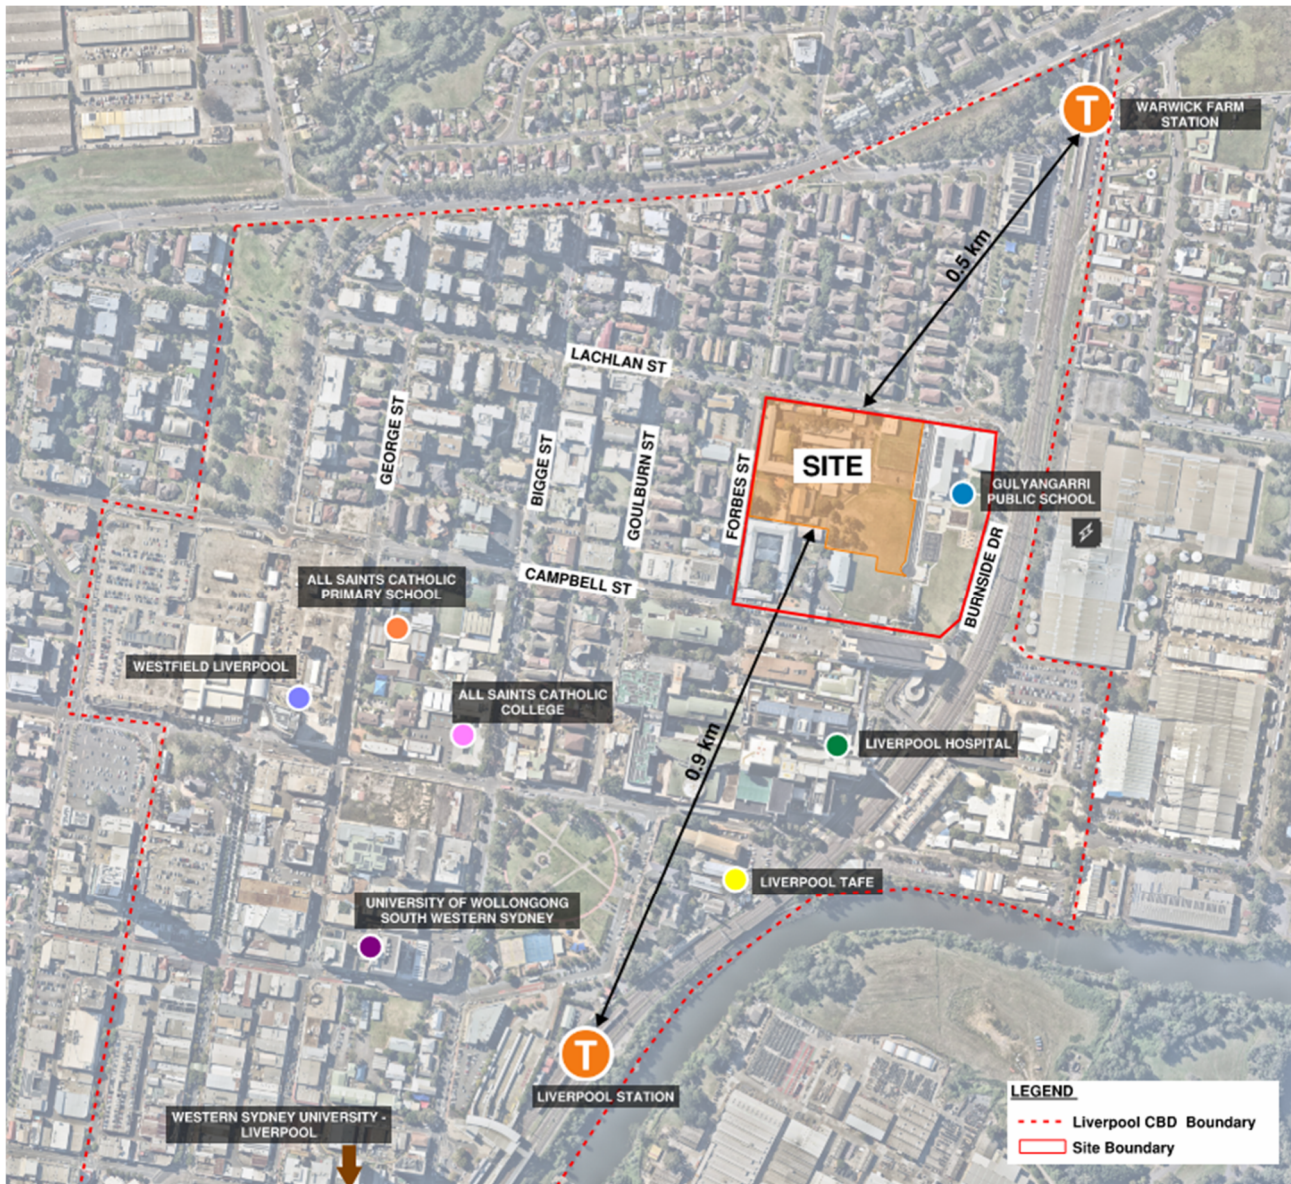 T
WARWICK FARM
STATION
0.5 km
LACHLAN ST
GEORGE ST
BIGGE ST
GOULBURN ST
FORBES ST
SITE
GULYANGARRI
PUBLIC SCHOOL
BURNSIDE DR
CAMPBELL ST
ALL SAINTS CATHOLIC
PRIMARY SCHOOL
WESTFIELD LIVERPOOL
ALL SAINTS CATHOLIC
COLLEGE
0.9 km
LIVERPOOL HOSPITAL
LIVERPOOL TAFE
UNIVERSITY OF WOLLONGONG
SOUTH WESTERN SYDNEY
T
LIVERPOOL STATION
WESTERN SYDNEY UNIVERSITY -
LIVERPOOL
LEGEND
Liverpool CBD Boundary
Site Boundary